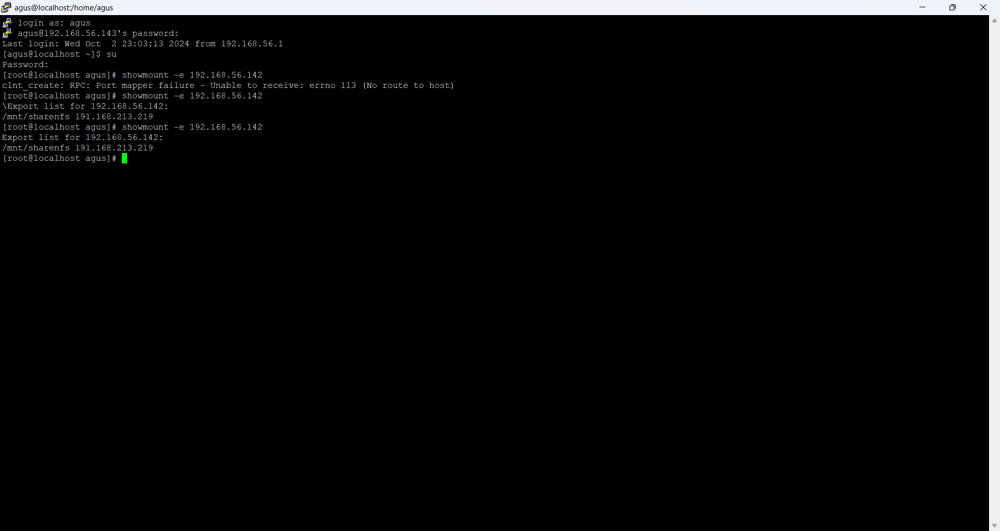 agus@localhost:/home/agus
login as: agus
agus@192.168.56.143's password:
Last login: Wed Oct  2 23:03:13 2024 from 192.168.56.1
[agus@localhost ~]$ su
Password:
[root@localhost agus]# showmount -e 192.168.56.142
clnt_create: RPC: Port mapper failure - Unable to receive: errno 113 (No route to host)
[root@localhost agus]# showmount -e 192.168.56.142
\Export list for 192.168.56.142:
/mnt/sharenfs 191.168.213.219
[root@localhost agus]# showmount -e 192.168.56.142
Export list for 192.168.56.142:
/mnt/sharenfs 191.168.213.219
[root@localhost agus]#